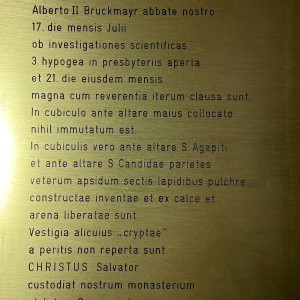 Alberto II Bruckmayr abbate nostro
17. die mensis Julii
ob investigationes scientificas
3 hypogea in presbyteriis aperta
et 21. die eiusdem mensis
magna cum reverentia iterum clausa sunt.
In cubiculo ante altare maius collocato
nihil immutatum est.
In cubiculis vero ante altare S. Agapiti
et ante altare S. Candidae parietes
veterum apsidum sectis lapidibus pulchre
constructae inventae et ex calce et
arena liberatae sunt.
Vestigia alicuius „cryptae"
a peritis non reperta sunt.
CHRISTUS Salvator
custodiat nostrum monasterium